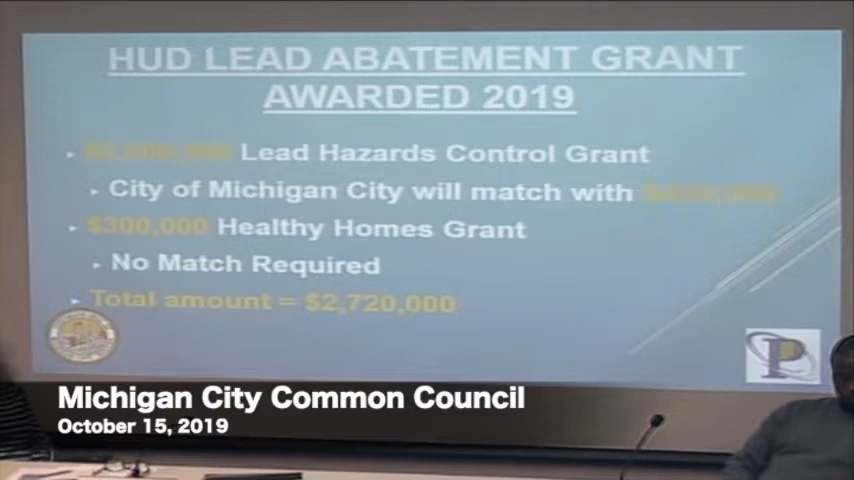 HUD LEAD ABATEMENT GRANT
AWARDED 2019
Lead Hazards Control Grant
City of Michigan City will match with
$300,000 Healthy Homes Grant
No Match Required
Total amount = $2,720,000
P
Michigan City Common Council
October 15, 2019